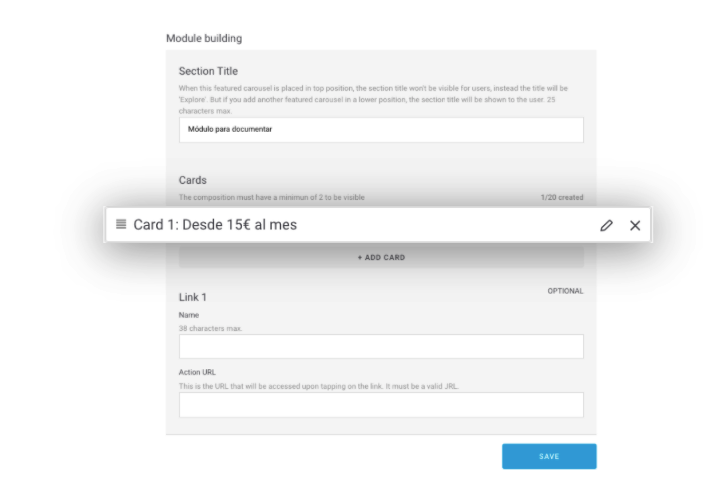 Module building
Section Title
When this featured carousel is placed in top position, the section title won't be visible for users, instead the title will be
'Explore'. But if you add another featured carousel in a lower position, the section title will be shown to the user. 25
characters max.
Módulo para documentar
Cards
The composition must have a minimun of 2 to be visible
1/20 created
Card 1: Desde 15€ al mes
+ ADD CARD
Link 1
OPTIONAL
Name
38 characters max.
Action URL
This is the URL that will be accessed upon tapping on the link. It must be a valid JRL.
SAVE